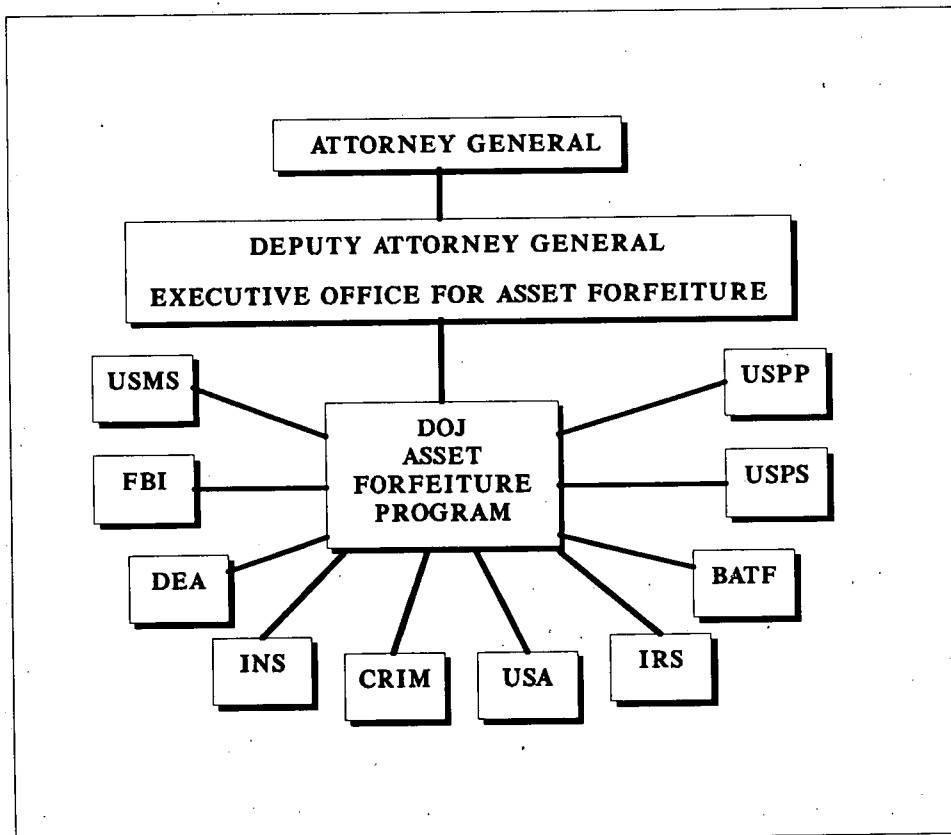 ATTORNEY GENERAL
DEPUTY ATTORNEY GENERAL
EXECUTIVE OFFICE FOR ASSET FORFEITURE
USMS
USPP
DOJ
ASSET
FORFEITURE
PROGRAM
FBI
USPS
DEA
BATF
INS
CRIM
USA
IRS